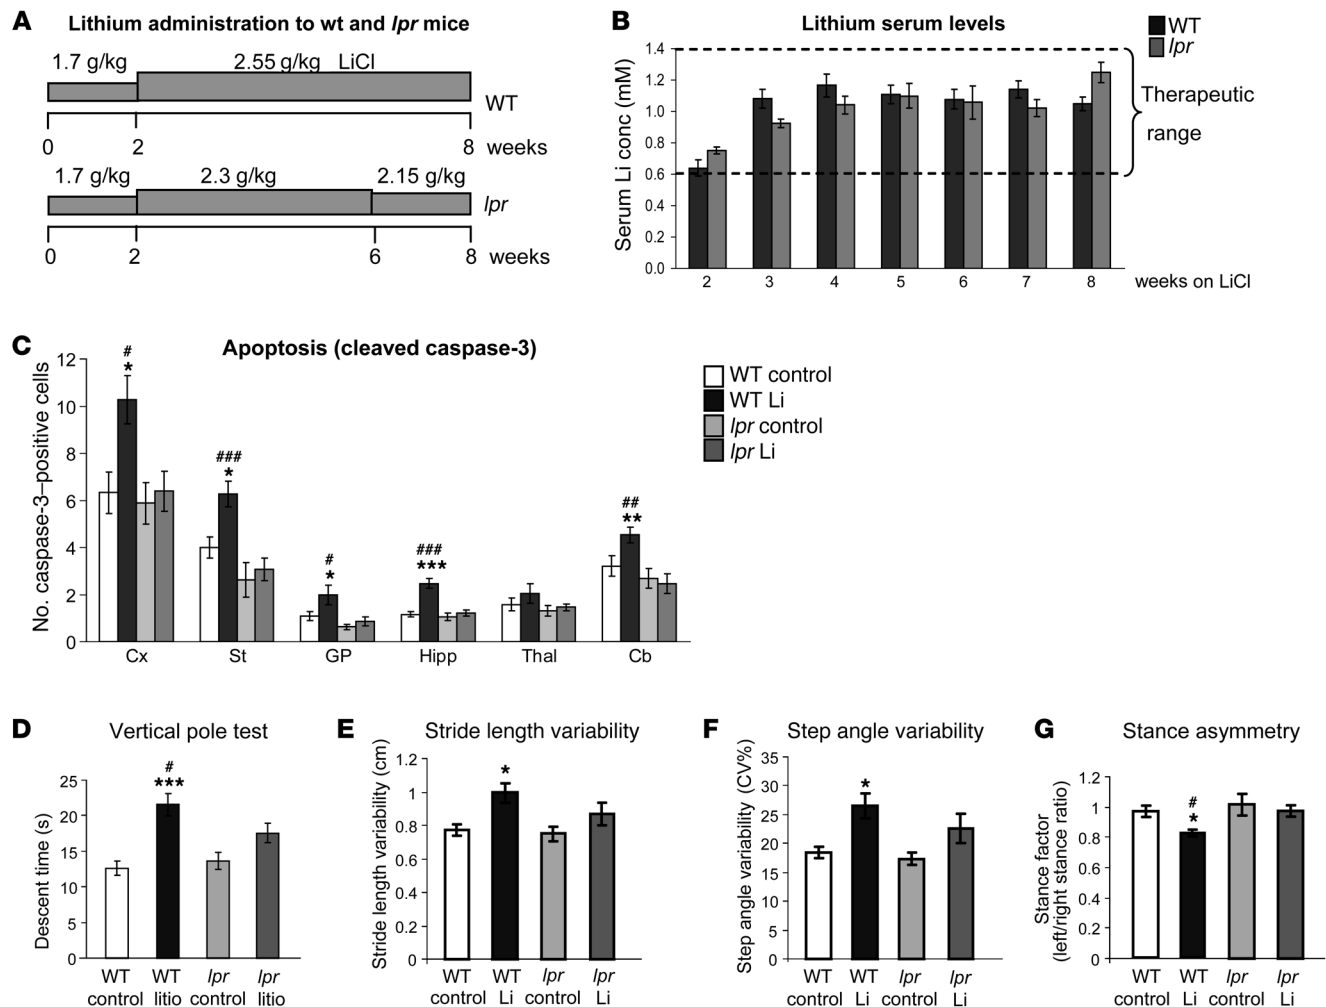 A Lithium administration to wt and lpr mice
1.7 g/kg 2.55 g/kg LiCl
WT
0 2 8 weeks
1.7 g/kg 2.3 g/kg 2.15 g/kg
lpr
0 2 6 8 weeks
B Lithium serum levels
WT
lpr
Serum Li conc (mM)
1.4
1.2
1.0
0.8
0.6
0.4
0.2
0.0
Therapeutic
range
2 3 4 5 6 7 8 weeks on LiCl
C Apoptosis (cleaved caspase-3)
No. caspase-3–positive cells
12
10
8
6
4
2
0
#
*
###
*
#
*
###
***
##
**
Cx St GP Hipp Thal Cb
WT control
WT Li
lpr control
lpr Li
D Vertical pole test
Descent time (s)
25
20
15
10
5
0
#
***
WT WT lpr lpr
control litio control litio
E Stride length variability
Stride length variability (cm)
1.2
1
0.8
0.6
0.4
0.2
0
*
WT WT lpr lpr
control Li control Li
F Step angle variability
Step angle variability (CV%)
35
30
25
20
15
10
5
0
*
WT WT lpr lpr
control Li control Li
G Stance asymmetry
Stance factor
(left/right stance ratio)
1.2
1
0.8
0.6
0.4
0.2
0
#
*
WT WT lpr lpr
control Li control Li